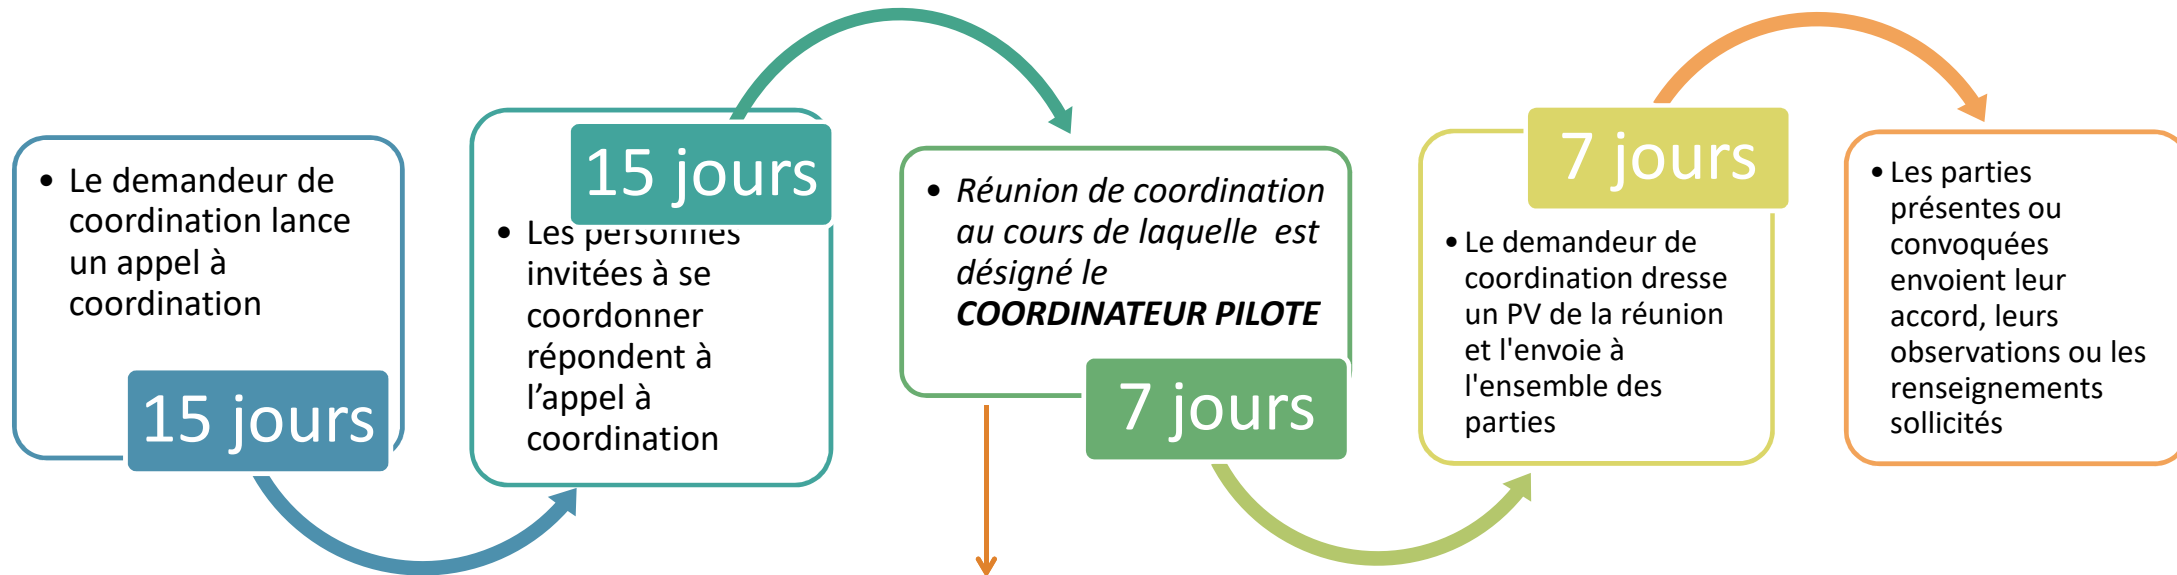 • Le demandeur de
coordination lance
un appel à
coordination
15 jours
15 jours
• Les personnes
invitées à se
coordonner
répondent à
l’appel à
coordination
• Réunion de coordination
au cours de laquelle est
désigné le
COORDINATEUR PILOTE
7 jours
7 jours
• Le demandeur de
coordination dresse
un PV de la réunion
et l'envoie à
l'ensemble des
parties
• Les parties
présentes ou
convoquées
envoient leur
accord, leurs
observations ou les
renseignements
sollicités